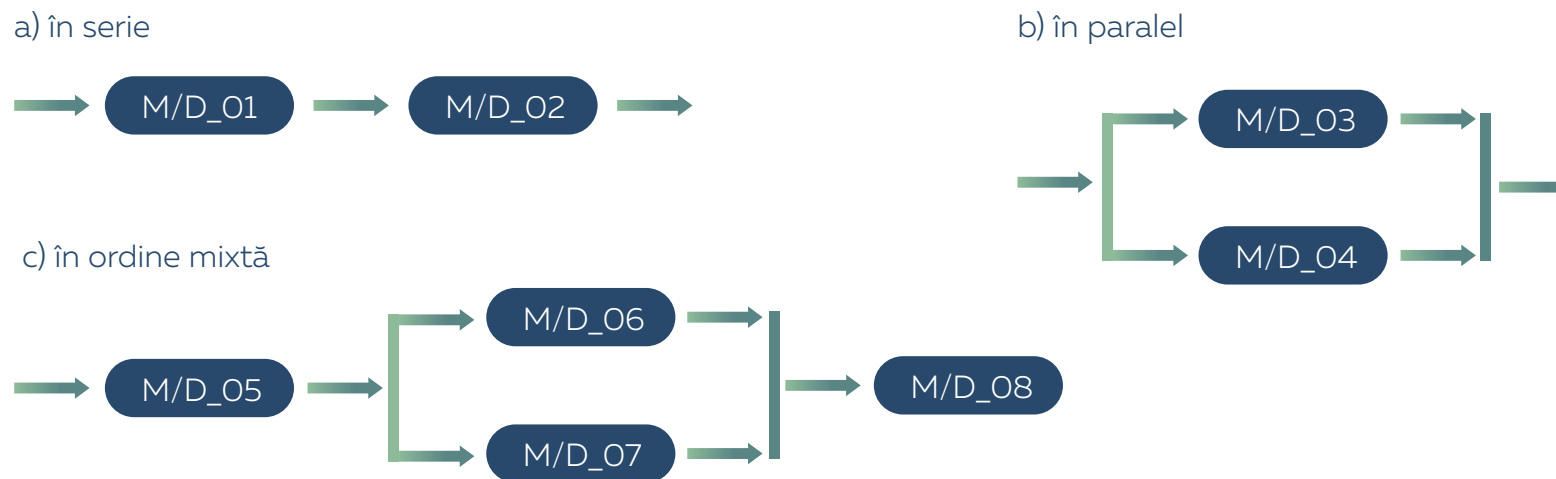 a) în serie
M/D_01
M/D_02
b) în paralel
M/D_03
M/D_04
c) în ordine mixtă
M/D_05
M/D_06
M/D_07
M/D_08